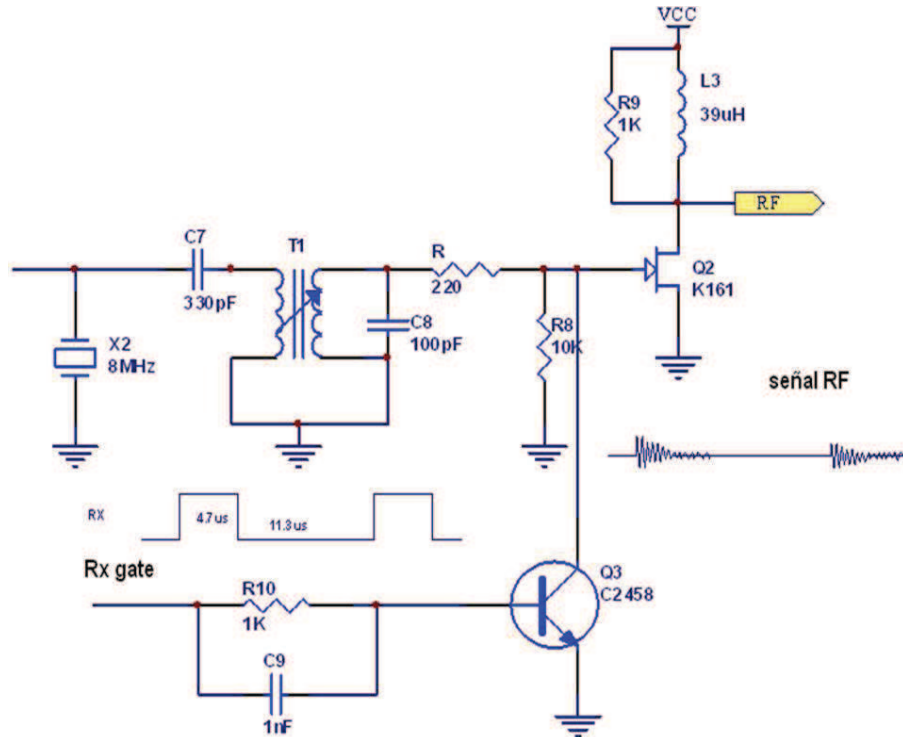 VCC
R9
1K
L3
39uH
RF
C7
330pF
T1
R
220
Q2
K161
X2
8MHz
C8
100pF
R8
10K
señal RF
RX
4.7us
11.3us
Rx gate
R10
1K
Q3
C2458
C9
1nF